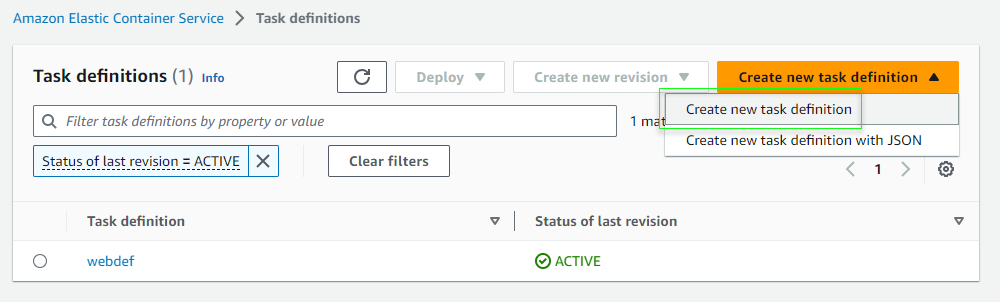 Amazon Elastic Container Service > Task definitions
Task definitions (1) Info
Deploy
Create new revision
Create new task definition
Create new task definition
Create new task definition with JSON
Filter task definitions by property or value
1
Status of last revision = ACTIVE
Clear filters
1
Task definition
Status of last revision
webdef
ACTIVE